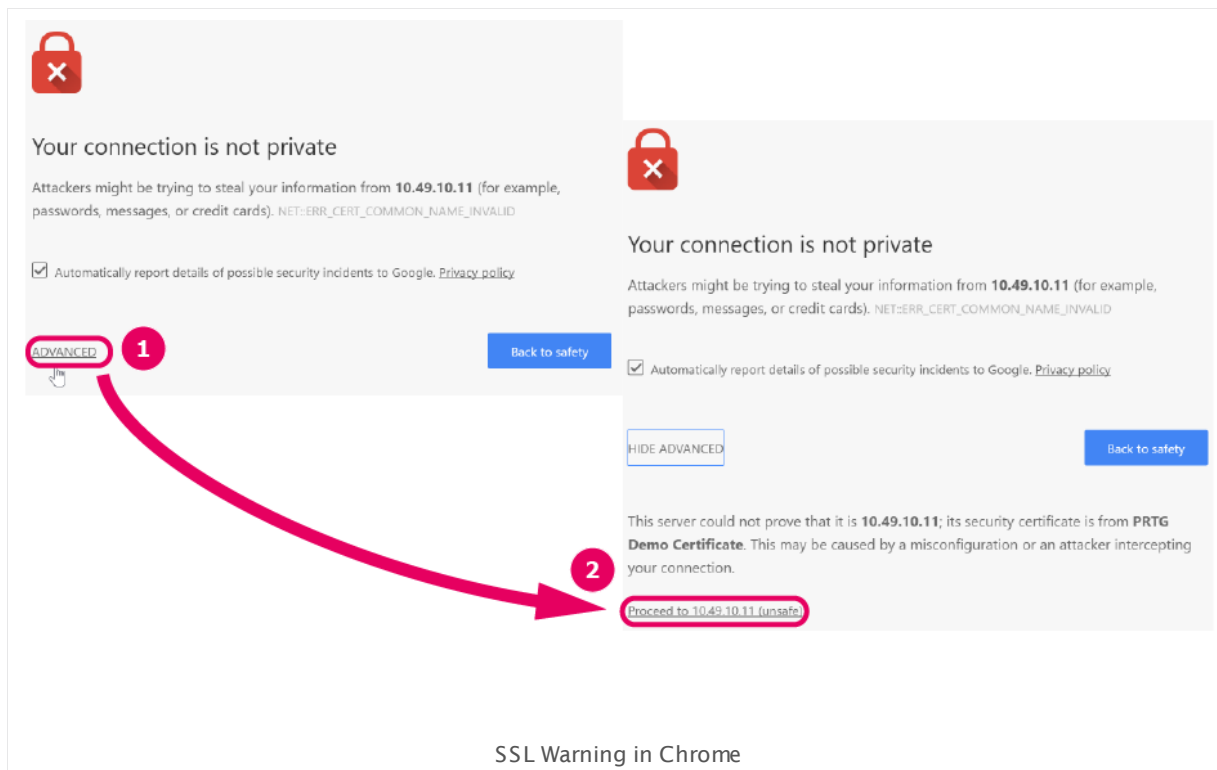 Your connection is not private
Attackers might be trying to steal your information from 10.49.10.11 (for example,
passwords, messages, or credit cards). NET::ERR_CERT_COMMON_NAME_INVALID
Automatically report details of possible security incidents to Google. Privacy policy
ADVANCED
1
Back to safety
Your connection is not private
Attackers might be trying to steal your information from 10.49.10.11 (for example,
passwords, messages, or credit cards). NET::ERR_CERT_COMMON_NAME_INVALID
Automatically report details of possible security incidents to Google. Privacy policy
HIDE ADVANCED
Back to safety
This server could not prove that it is 10.49.10.11; its security certificate is from PRTG
Demo Certificate. This may be caused by a misconfiguration or an attacker intercepting
your connection.
2
Proceed to 10.49.10.11 (unsafe)
SSL Warning in Chrome